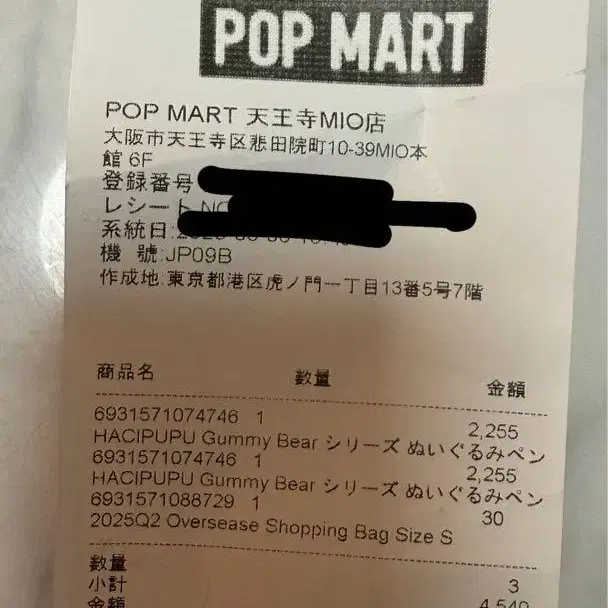 POP MART
POP MART 天王寺MIO店
大阪市天王寺区悲田院町10-39MIO本
館 6F
登録番号
レシート NO
系統日:
機 號:JP09B
作成地:東京都港区虎ノ門一丁目13番5号7階
商品名 数量 金額
6931571074746 1 2,255
HACIPUPU Gummy Bear シリーズ ぬいぐるみペン
6931571074746 1 2,255
HACIPUPU Gummy Bear シリーズ ぬいぐるみペン
6931571088729 1 30
2025Q2 Oversease Shopping Bag Size S
数量 3
小計 4,540
金額